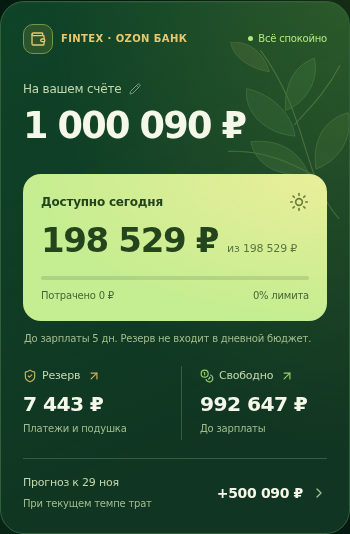 FINTEX · OZON БАНК
Всё спокойно
На вашем счёте
1 000 090 ₽
Доступно сегодня
198 529 ₽ из 198 529 ₽
Потрачено 0 ₽
0% лимита
До зарплаты 5 дн. Резерв не входит в дневной бюджет.
Резерв
7 443 ₽
Платежи и подушка
Свободно
992 647 ₽
До зарплаты
Прогноз к 29 ноя
При текущем темпе трат
+500 090 ₽